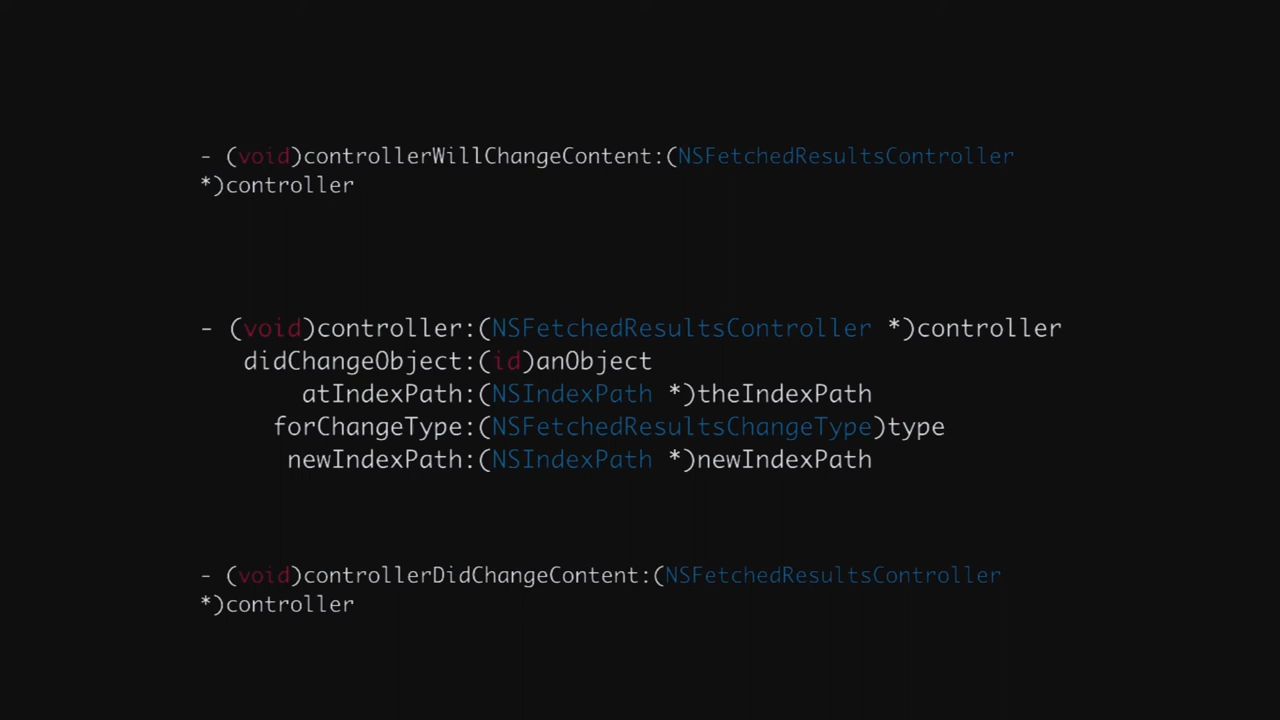 - (void)controllerWillChangeContent:(NSFetchedResultsController
*)controller
- (void)controller:(NSFetchedResultsController *)controller
didChangeObject:(id)anObject
atIndexPath:(NSIndexPath *)theIndexPath
forChangeType:(NSFetchedResultsChangeType)type
newIndexPath:(NSIndexPath *)newIndexPath
- (void)controllerDidChangeContent:(NSFetchedResultsController
*)controller